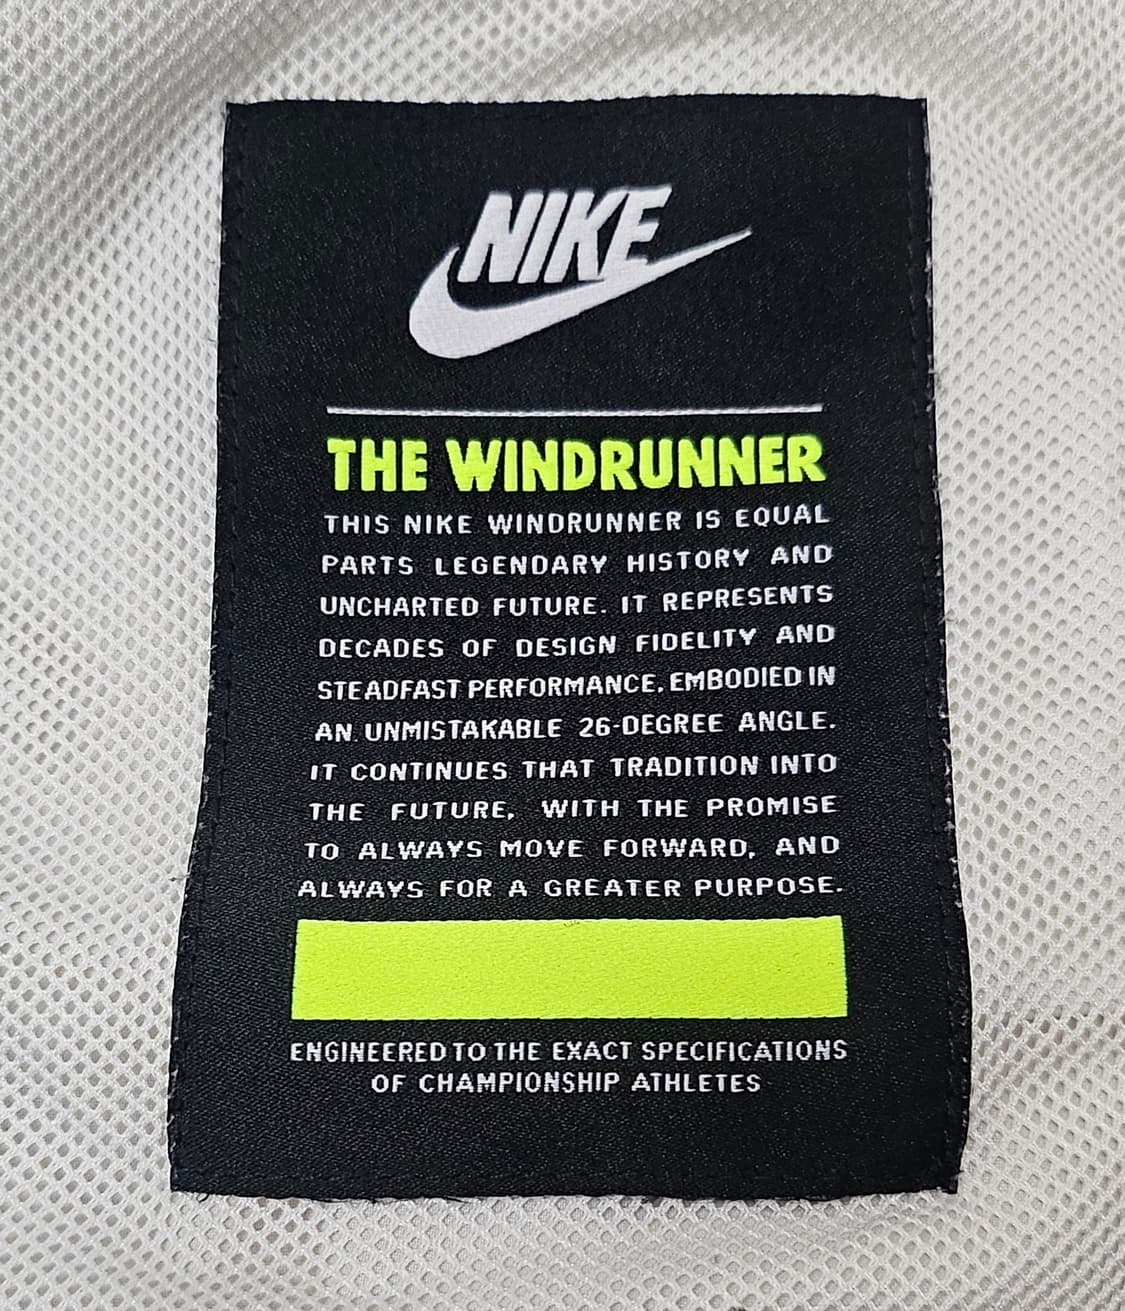 NIKE
THE WINDRUNNER
THIS NIKE WINDRUNNER IS EQUAL
PARTS LEGENDARY HISTORY AND
UNCHARTED FUTURE. IT REPRESENTS
DECADES OF DESIGN FIDELITY AND
STEADFAST PERFORMANCE, EMBODIED IN
AN UNMISTAKABLE 26-DEGREE ANGLE.
IT CONTINUES THAT TRADITION INTO
THE FUTURE, WITH THE PROMISE
TO ALWAYS MOVE FORWARD, AND
ALWAYS FOR A GREATER PURPOSE.
ENGINEERED TO THE EXACT SPECIFICATIONS
OF CHAMPIONSHIP ATHLETES